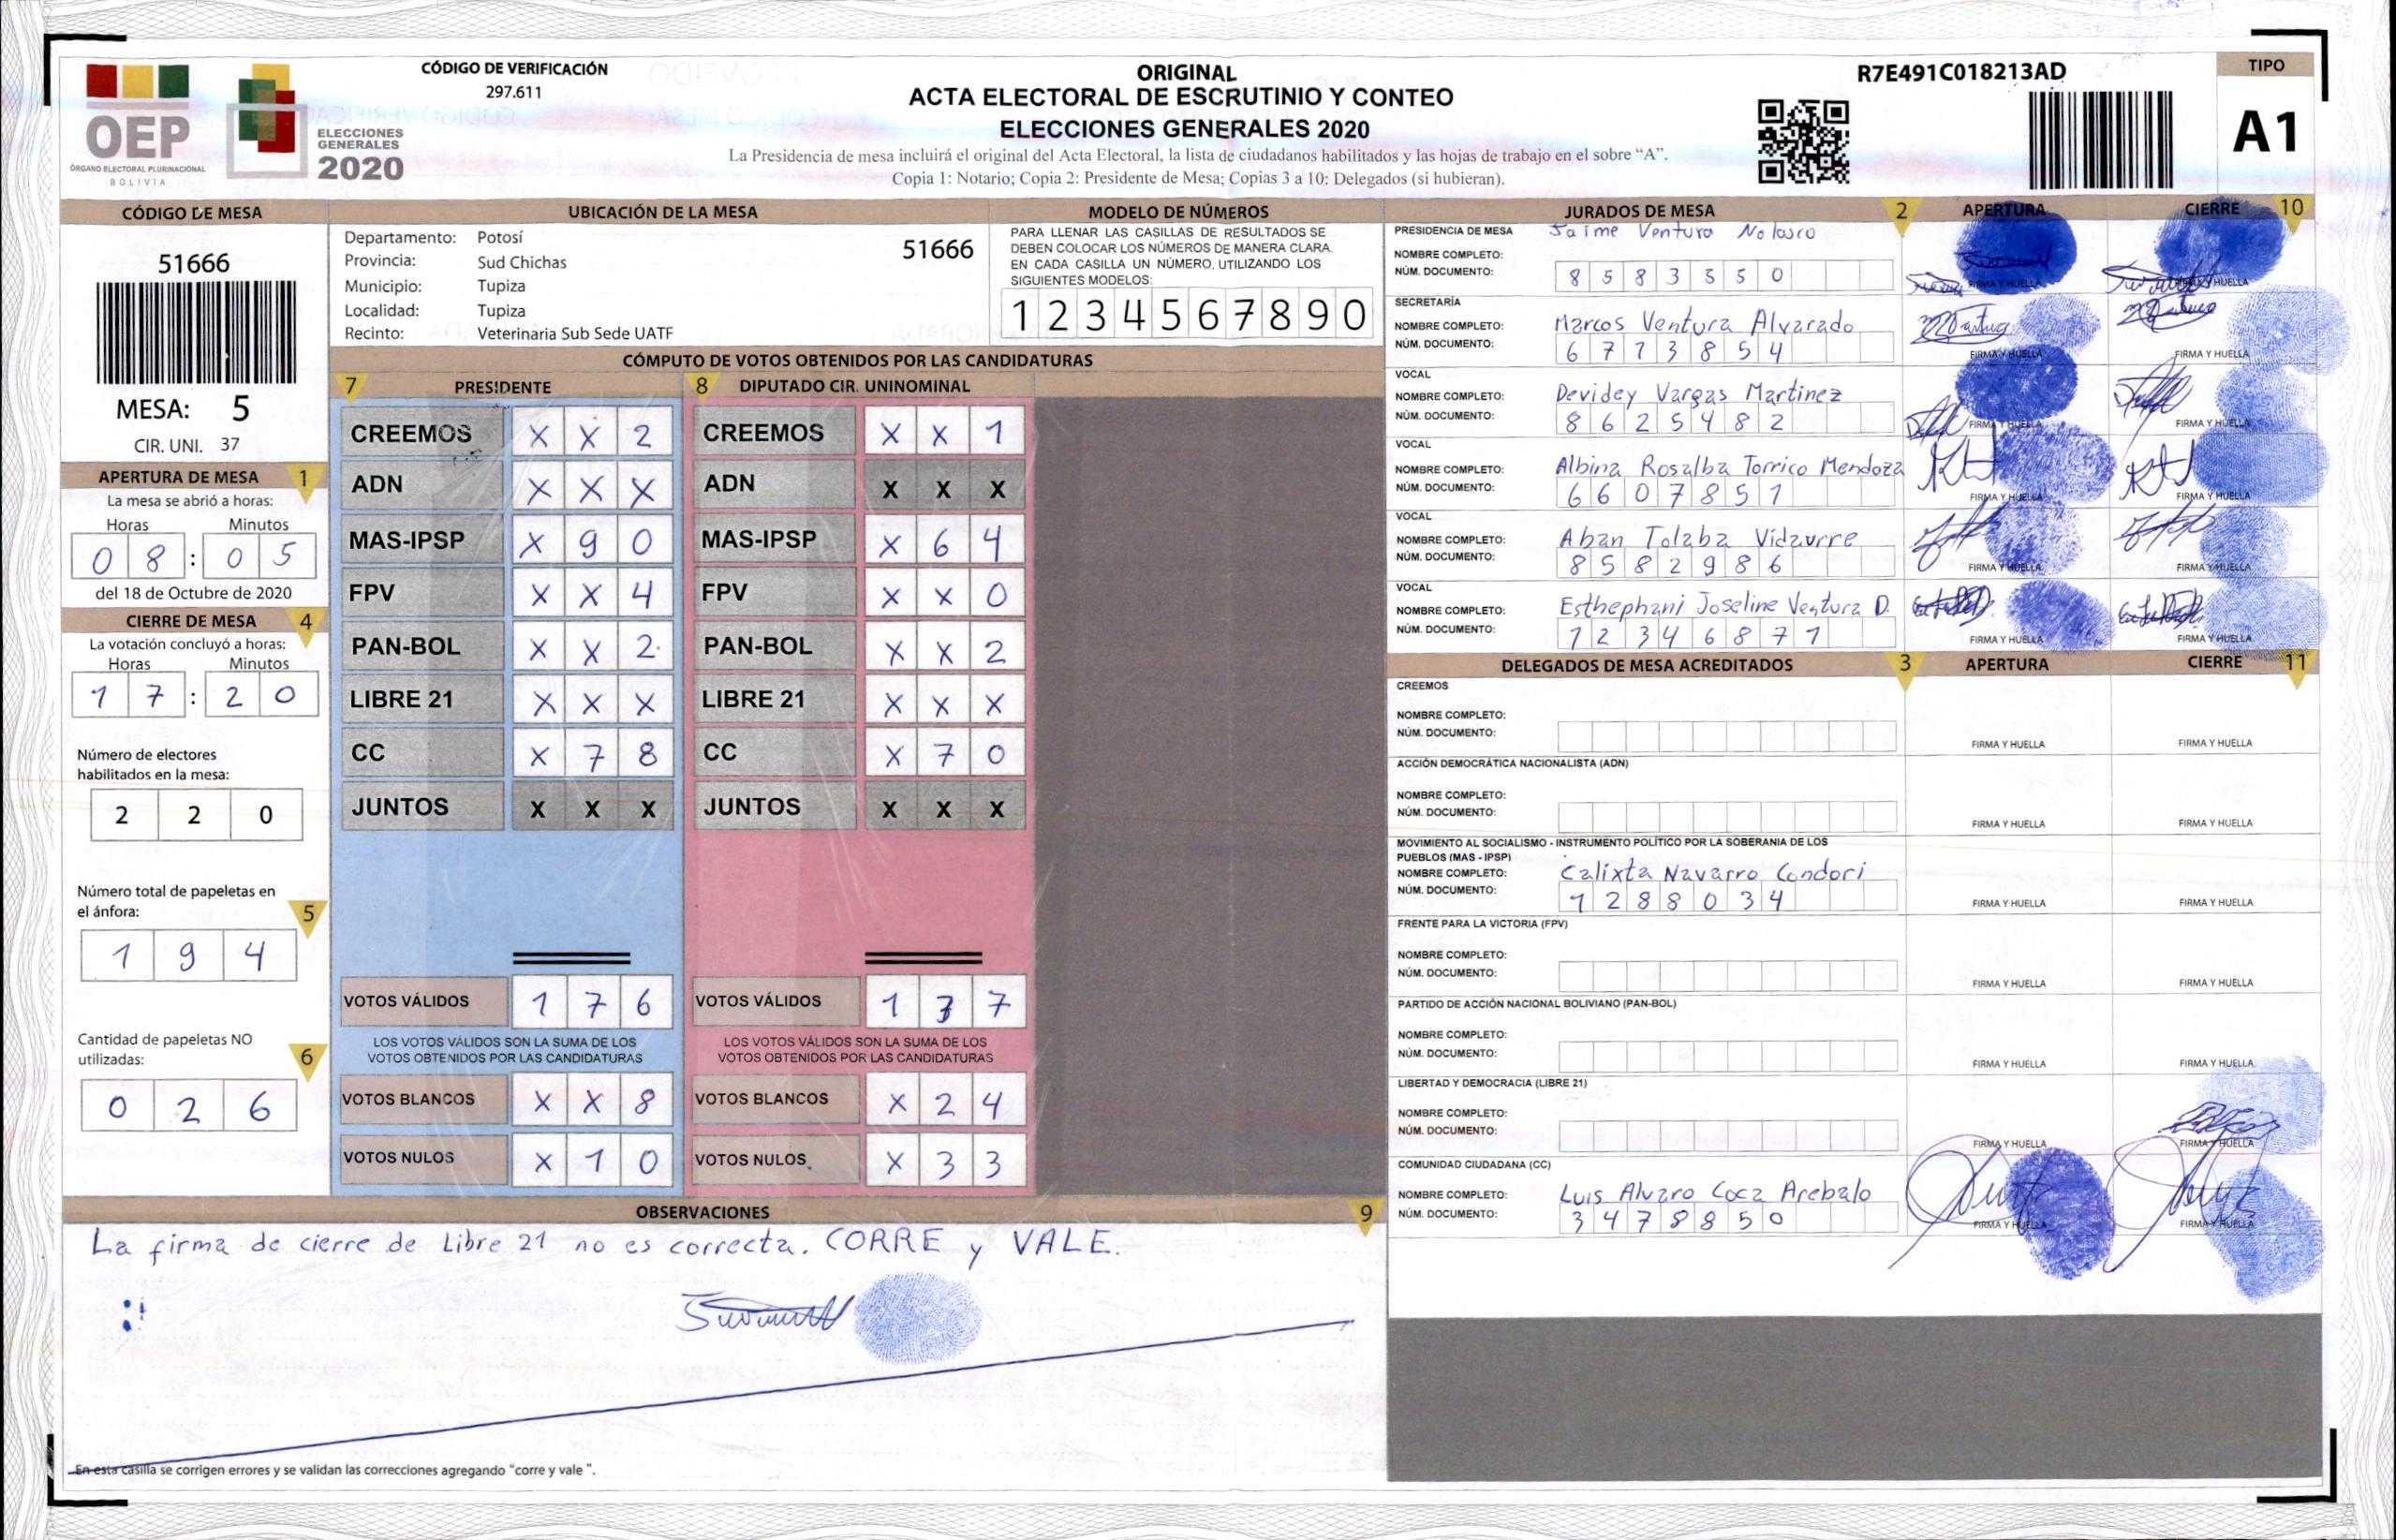 CÓDIGO DE VERIFICACIÓN
297.611
OEP
ÓRGANO ELECTORAL PLURINACIONAL
BOLIVIA
ELECCIONES
GENERALES
2020
ORIGINAL
ACTA ELECTORAL DE ESCRUTINIO Y CONTEO
ELECCIONES GENERALES 2020
La Presidencia de mesa incluirá el original del Acta Electoral, la lista de ciudadanos habilitados y las hojas de trabajo en el sobre “A”.
Copia 1: Notario; Copia 2: Presidente de Mesa; Copias 3 a 10: Delegados (si hubieran).
R7E491C018213AD
TIPO
A1
CÓDIGO DE MESA
51666
MESA: 5
CIR. UNI. 37
APERTURA DE MESA 1
La mesa se abrió a horas:
Horas Minutos
0 8 : 0 5
del 18 de Octubre de 2020
CIERRE DE MESA 4
La votación concluyó a horas:
Horas Minutos
1 7 : 2 0
Número de electores
habilitados en la mesa:
2 2 0
Número total de papeletas en
el ánfora: 5
1 9 4
Cantidad de papeletas NO
utilizadas: 6
0 2 6
UBICACIÓN DE LA MESA
Departamento: Potosí 51666
Provincia: Sud Chichas
Municipio: Tupiza
Localidad: Tupiza
Recinto: Veterinaria Sub Sede UATF
MODELO DE NÚMEROS
PARA LLENAR LAS CASILLAS DE RESULTADOS SE
DEBEN COLOCAR LOS NÚMEROS DE MANERA CLARA.
EN CADA CASILLA UN NÚMERO, UTILIZANDO LOS
SIGUIENTES MODELOS:
1 2 3 4 5 6 7 8 9 0
CÓMPUTO DE VOTOS OBTENIDOS POR LAS CANDIDATURAS
7 PRESIDENTE
CREEMOS X X 2
ADN X X X
MAS-IPSP X 9 0
FPV X X 4
PAN-BOL X X 2
LIBRE 21 X X X
CC X 7 8
JUNTOS X X X
VOTOS VÁLIDOS 1 7 6
LOS VOTOS VÁLIDOS SON LA SUMA DE LOS
VOTOS OBTENIDOS POR LAS CANDIDATURAS
VOTOS BLANCOS X X 8
VOTOS NULOS X 1 0
8 DIPUTADO CIR. UNINOMINAL
CREEMOS X X 1
ADN X X X
MAS-IPSP X 6 4
FPV X X 0
PAN-BOL X X 2
LIBRE 21 X X X
CC X 7 0
JUNTOS X X X
VOTOS VÁLIDOS 1 3 7
LOS VOTOS VÁLIDOS SON LA SUMA DE LOS
VOTOS OBTENIDOS POR LAS CANDIDATURAS
VOTOS BLANCOS X 2 4
VOTOS NULOS X 3 3
OBSERVACIONES 9
La firma de cierre de Libre 21 no es correcta. CORRE y VALE.
En esta casilla se corrigen errores y se validan las correcciones agregando “corre y vale ”.
JURADOS DE MESA 2 APERTURA CIERRE 10
PRESIDENCIA DE MESA
NOMBRE COMPLETO: Jaime Ventura Nolasco
NÚM. DOCUMENTO: 8 5 8 3 3 5 0
FIRMA Y HUELLA FIRMA Y HUELLA
SECRETARÍA
NOMBRE COMPLETO: Marcos Ventura Alvarado
NÚM. DOCUMENTO: 6 7 1 3 8 5 4
FIRMA Y HUELLA FIRMA Y HUELLA
VOCAL
NOMBRE COMPLETO: Devidey Vargas Martinez
NÚM. DOCUMENTO: 8 6 2 5 4 8 2
FIRMA Y HUELLA FIRMA Y HUELLA
VOCAL
NOMBRE COMPLETO: Albina Rosalba Torrico Mendoza
NÚM. DOCUMENTO: 6 6 0 7 8 5 1
FIRMA Y HUELLA FIRMA Y HUELLA
VOCAL
NOMBRE COMPLETO: Aban Tolaba Vidaurre
NÚM. DOCUMENTO: 8 5 8 2 9 8 6
FIRMA Y HUELLA FIRMA Y HUELLA
VOCAL
NOMBRE COMPLETO: Esthephani Joseline Ventura D.
NÚM. DOCUMENTO: 1 2 3 4 6 8 7 1
FIRMA Y HUELLA FIRMA Y HUELLA
DELEGADOS DE MESA ACREDITADOS 3 APERTURA CIERRE 11
CREEMOS
NOMBRE COMPLETO:
NÚM. DOCUMENTO:
FIRMA Y HUELLA FIRMA Y HUELLA
ACCIÓN DEMOCRÁTICA NACIONALISTA (ADN)
NOMBRE COMPLETO:
NÚM. DOCUMENTO:
FIRMA Y HUELLA FIRMA Y HUELLA
MOVIMIENTO AL SOCIALISMO - INSTRUMENTO POLÍTICO POR LA SOBERANIA DE LOS
PUEBLOS (MAS - IPSP)
NOMBRE COMPLETO: Calixta Navarro Condori
NÚM. DOCUMENTO: 1 2 8 8 0 3 4
FIRMA Y HUELLA FIRMA Y HUELLA
FRENTE PARA LA VICTORIA (FPV)
NOMBRE COMPLETO:
NÚM. DOCUMENTO:
FIRMA Y HUELLA FIRMA Y HUELLA
PARTIDO DE ACCIÓN NACIONAL BOLIVIANO (PAN-BOL)
NOMBRE COMPLETO:
NÚM. DOCUMENTO:
FIRMA Y HUELLA FIRMA Y HUELLA
LIBERTAD Y DEMOCRACIA (LIBRE 21)
NOMBRE COMPLETO:
NÚM. DOCUMENTO:
FIRMA Y HUELLA FIRMA Y HUELLA
COMUNIDAD CIUDADANA (CC)
NOMBRE COMPLETO: Luis Alvaro Coca Arebalo
NÚM. DOCUMENTO: 3 4 7 8 8 5 0
FIRMA Y HUELLA FIRMA Y HUELLA